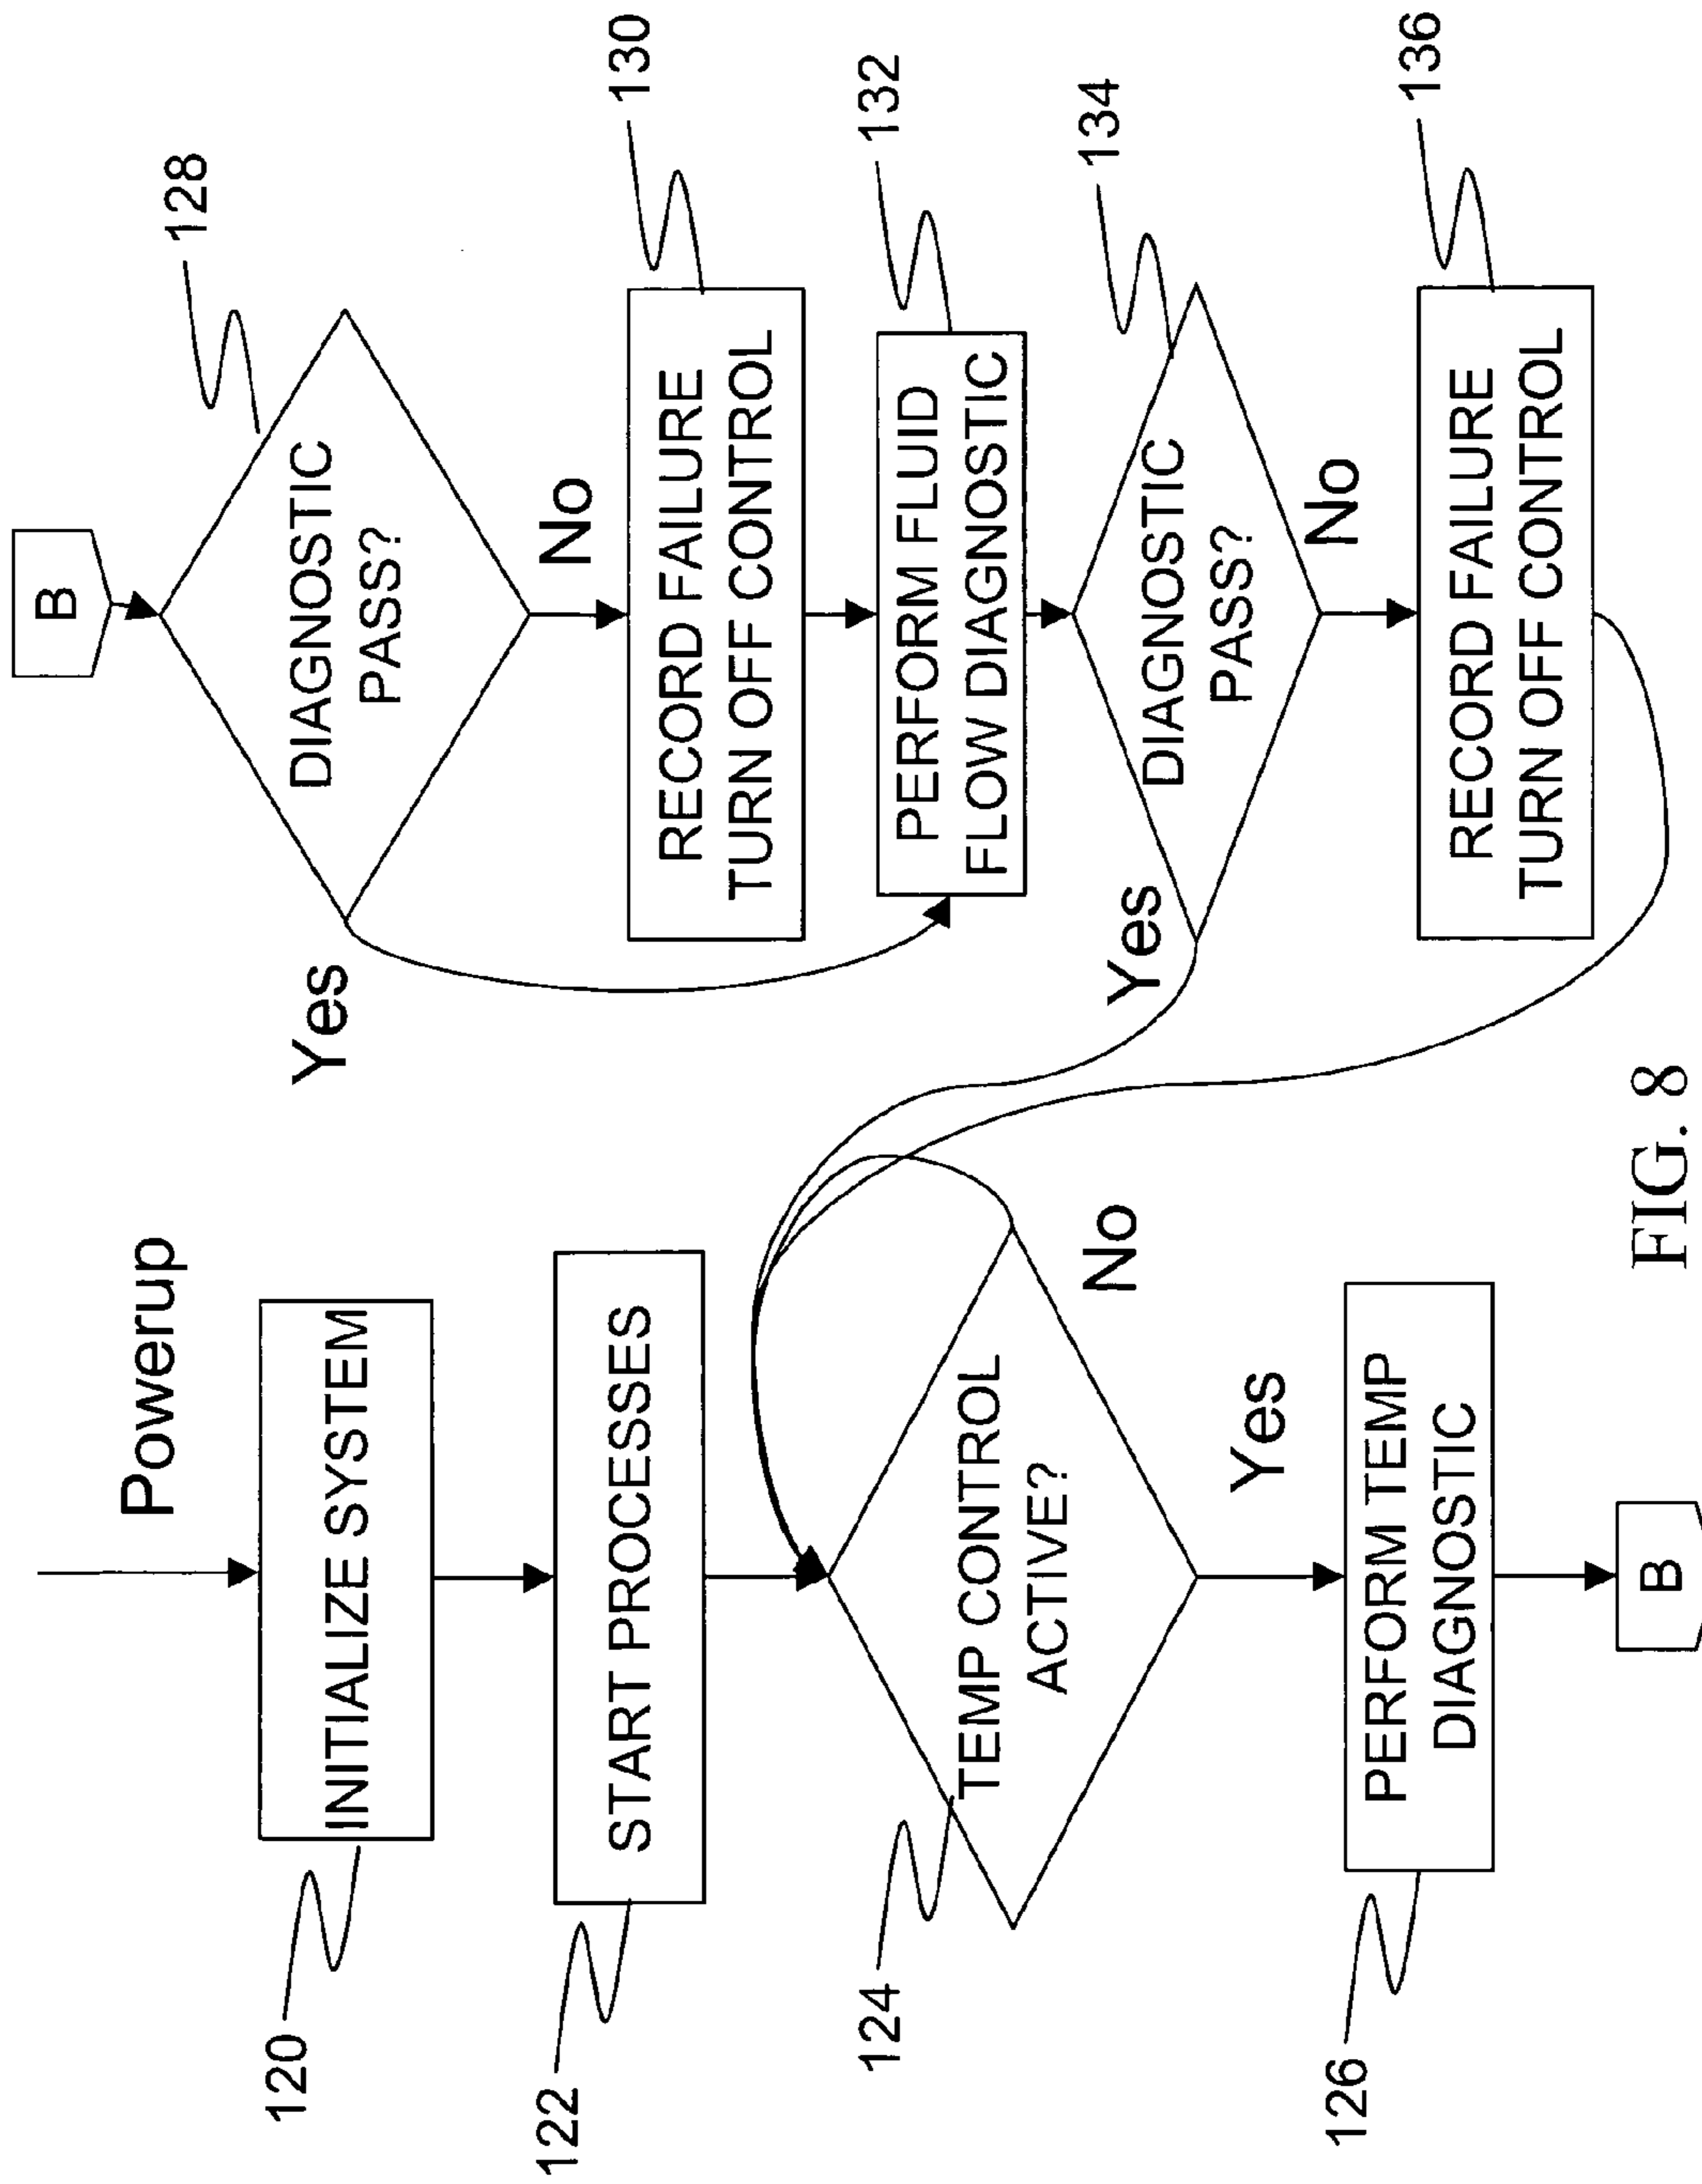 Powerup
120
INITIALIZE SYSTEM
122
START PROCESSES
124
TEMP CONTROL
ACTIVE?
No
Yes
126
PERFORM TEMP
DIAGNOSTIC
B
B
128
DIAGNOSTIC
PASS?
Yes
No
130
RECORD FAILURE
TURN OFF CONTROL
132
PERFORM FLUID
FLOW DIAGNOSTIC
134
DIAGNOSTIC
PASS?
Yes
No
136
RECORD FAILURE
TURN OFF CONTROL
FIG. 8